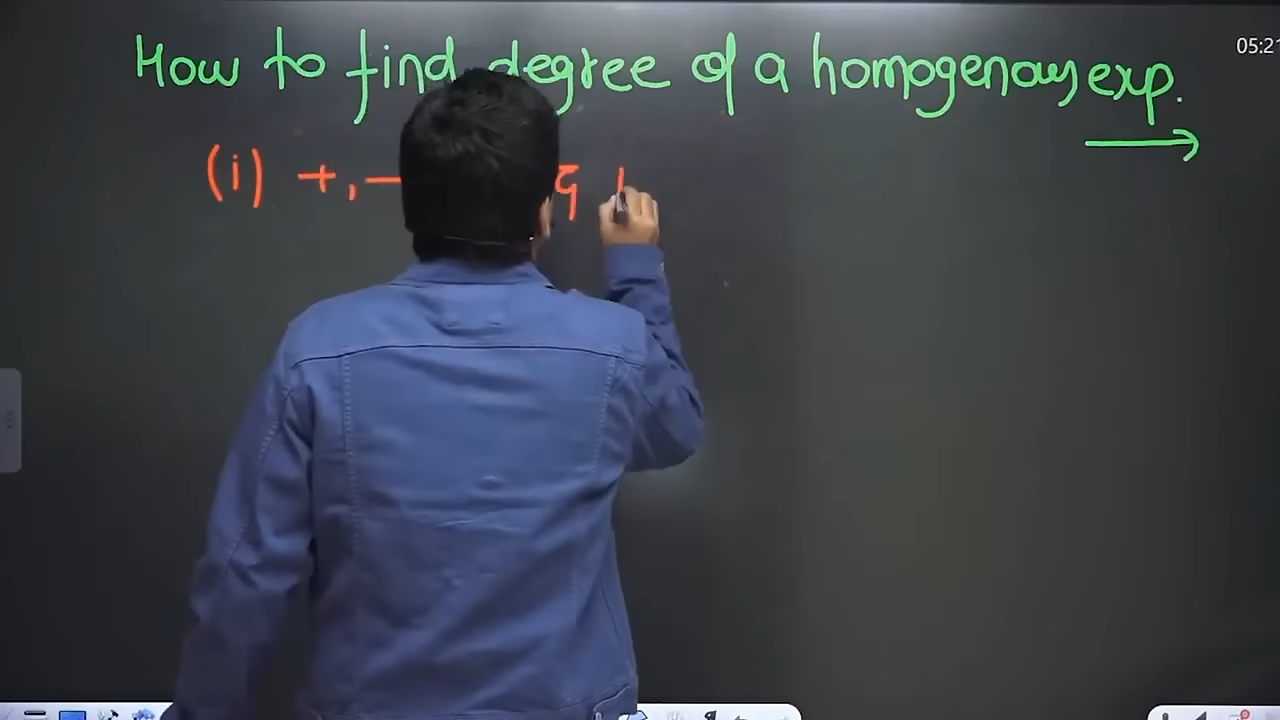 How to find degree of a homogenous exp.
05:21
(i) +, –